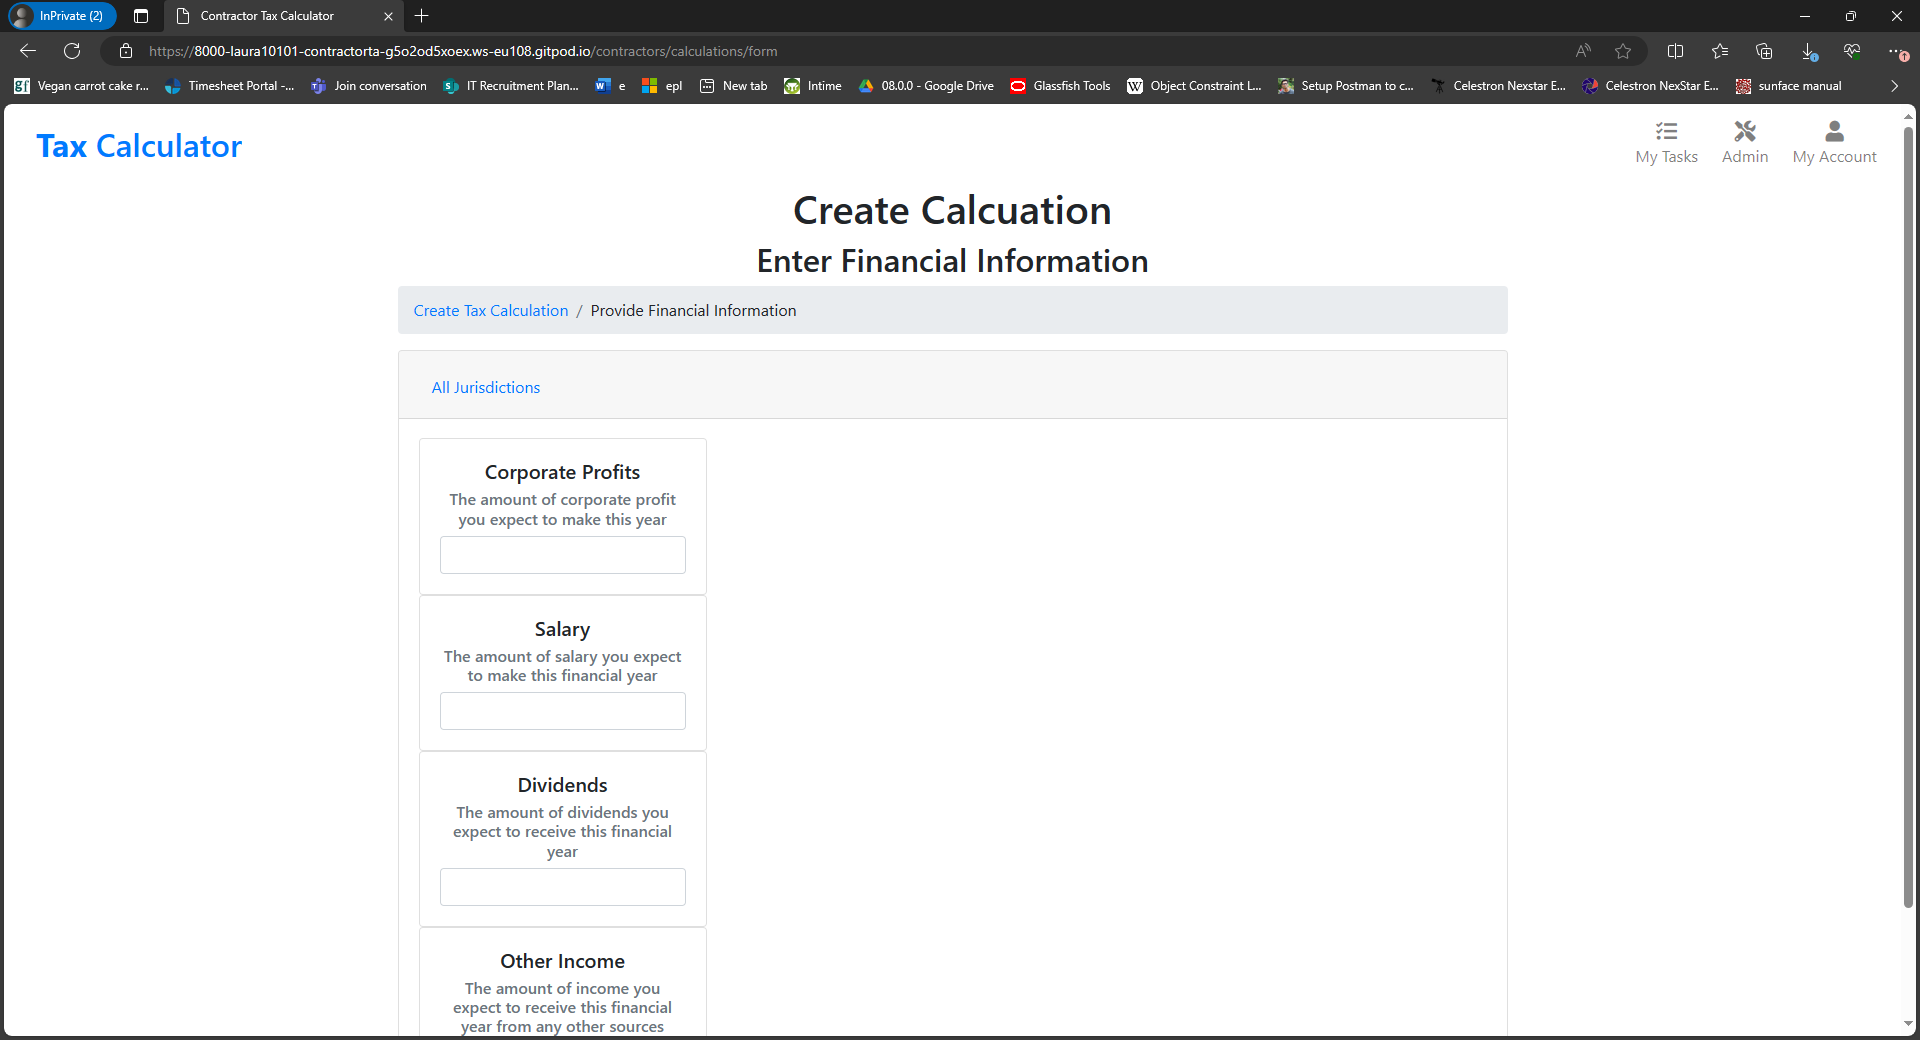 InPrivate (2)
Contractor Tax Calculator
https://8000-laura10101-contractorta-g5o2od5xoex.ws-eu108.gitpod.io/contractors/calculations/form
Vegan carrot cake r... Timesheet Portal -... Join conversation IT Recruitment Plan... e epl New tab Intime 08.0.0 - Google Drive Glassfish Tools Object Constraint L... Setup Postman to c... Celestron Nexstar E... Celestron NexStar E... sunface manual
Tax Calculator
My Tasks Admin My Account
Create Calcuation
Enter Financial Information
Create Tax Calculation / Provide Financial Information
All Jurisdictions
Corporate Profits
The amount of corporate profit
you expect to make this year
Salary
The amount of salary you expect
to make this financial year
Dividends
The amount of dividends you
expect to receive this financial
year
Other Income
The amount of income you
expect to receive this financial
year from any other sources